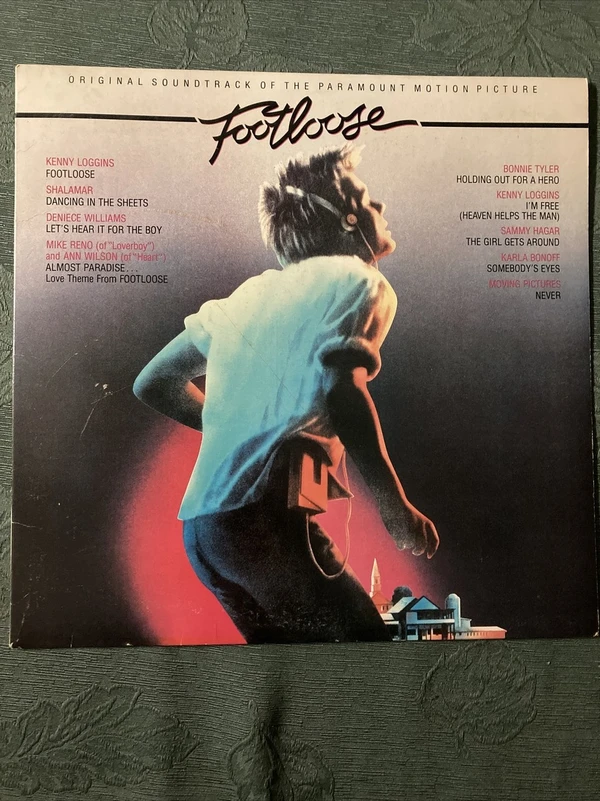 ORIGINAL SOUNDTRACK OF THE PARAMOUNT MOTION PICTURE
Footloose
KENNY LOGGINS
FOOTLOOSE
SHALAMAR
DANCING IN THE SHEETS
DENIECE WILLIAMS
LET'S HEAR IT FOR THE BOY
MIKE RENO (of "Loverboy")
and ANN WILSON (of "Heart")
ALMOST PARADISE...
Love Theme From FOOTLOOSE
BONNIE TYLER
HOLDING OUT FOR A HERO
KENNY LOGGINS
I'M FREE
(HEAVEN HELPS THE MAN)
SAMMY HAGAR
THE GIRL GETS AROUND
KARLA BONOFF
SOMEBODY'S EYES
MOVING PICTURES
NEVER